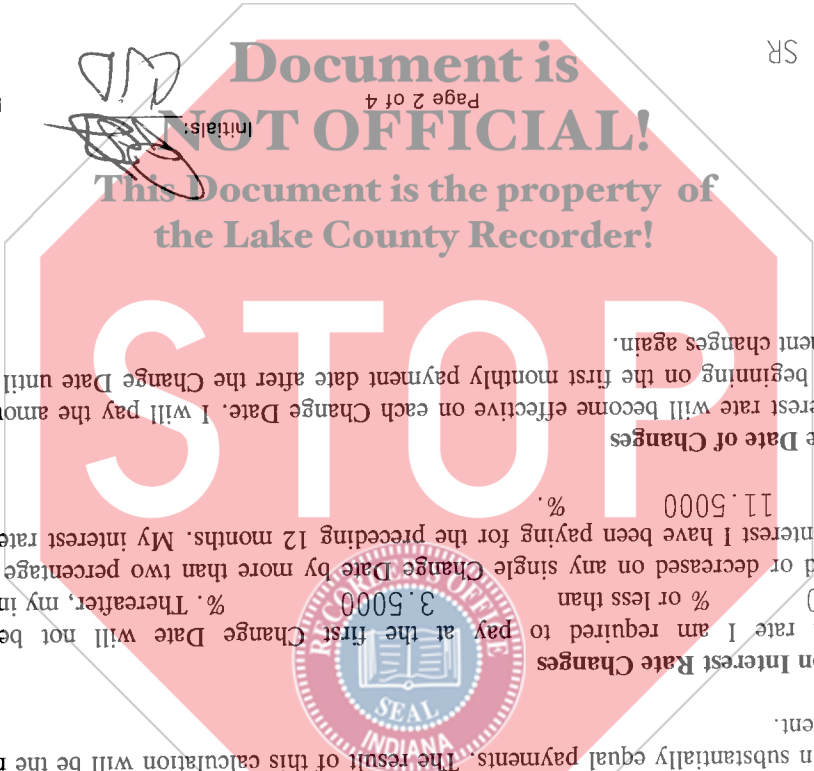 Document is
NOT OFFICIAL!
This Document is the property of
the Lake County Recorder!
STOP
RECORDER'S OFFICE
SEAL
INDIANA
n substantially equal payments. The result of this calculation will be the
ent.
on Interest Rate Changes
rate I am required to pay at the first Change Date will not be
% or less than 3.5000 %. Thereafter, my in
d or decreased on any single Change Date by more than two percentage
nterest I have been paying for the preceding 12 months. My interest rate
11.5000 %.
e Date of Changes
erest rate will become effective on each Change Date. I will pay the amou
beginning on the first monthly payment date after the Change Date until
ent changes again.
Initials:
Page 2 of 4
SR